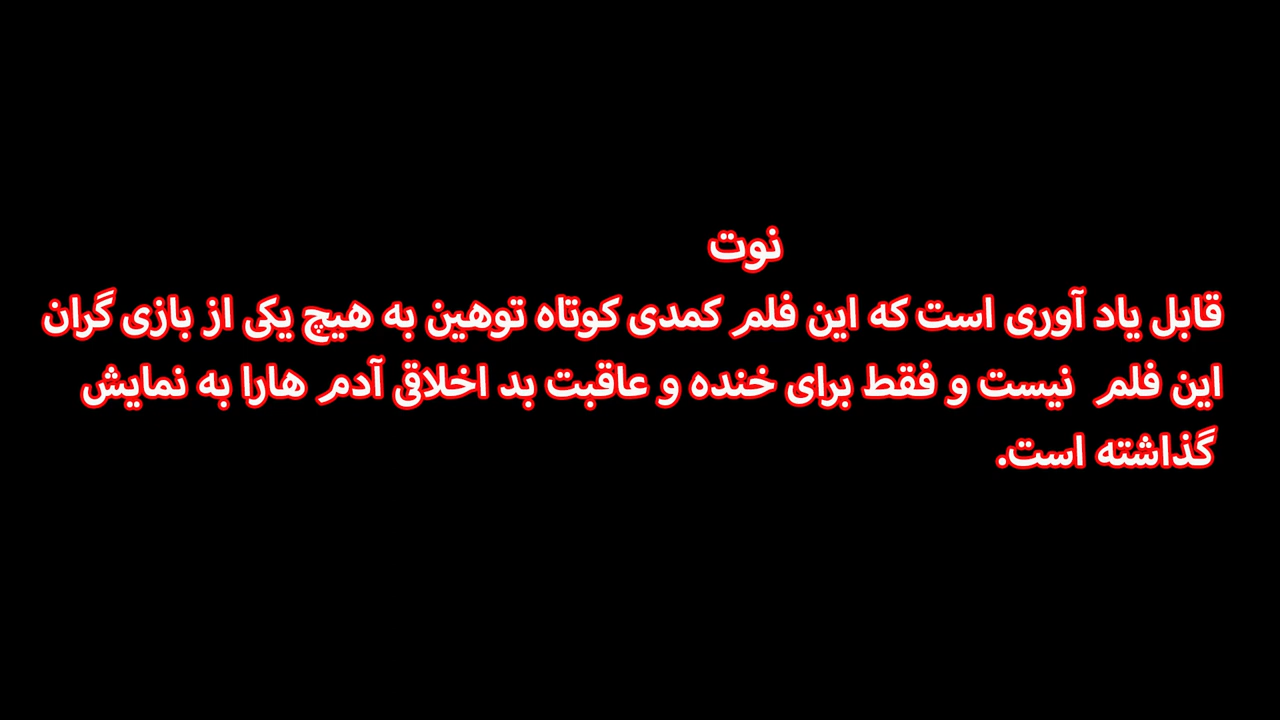 نوت
قابل یاد آوری است که این فلم کمدی کوتاه توهین به هیچ یکی از بازی گران
این فلم نیست و فقط برای خنده و عاقبت بد اخلاقی آدم هارا به نمایش
گذاشته است.